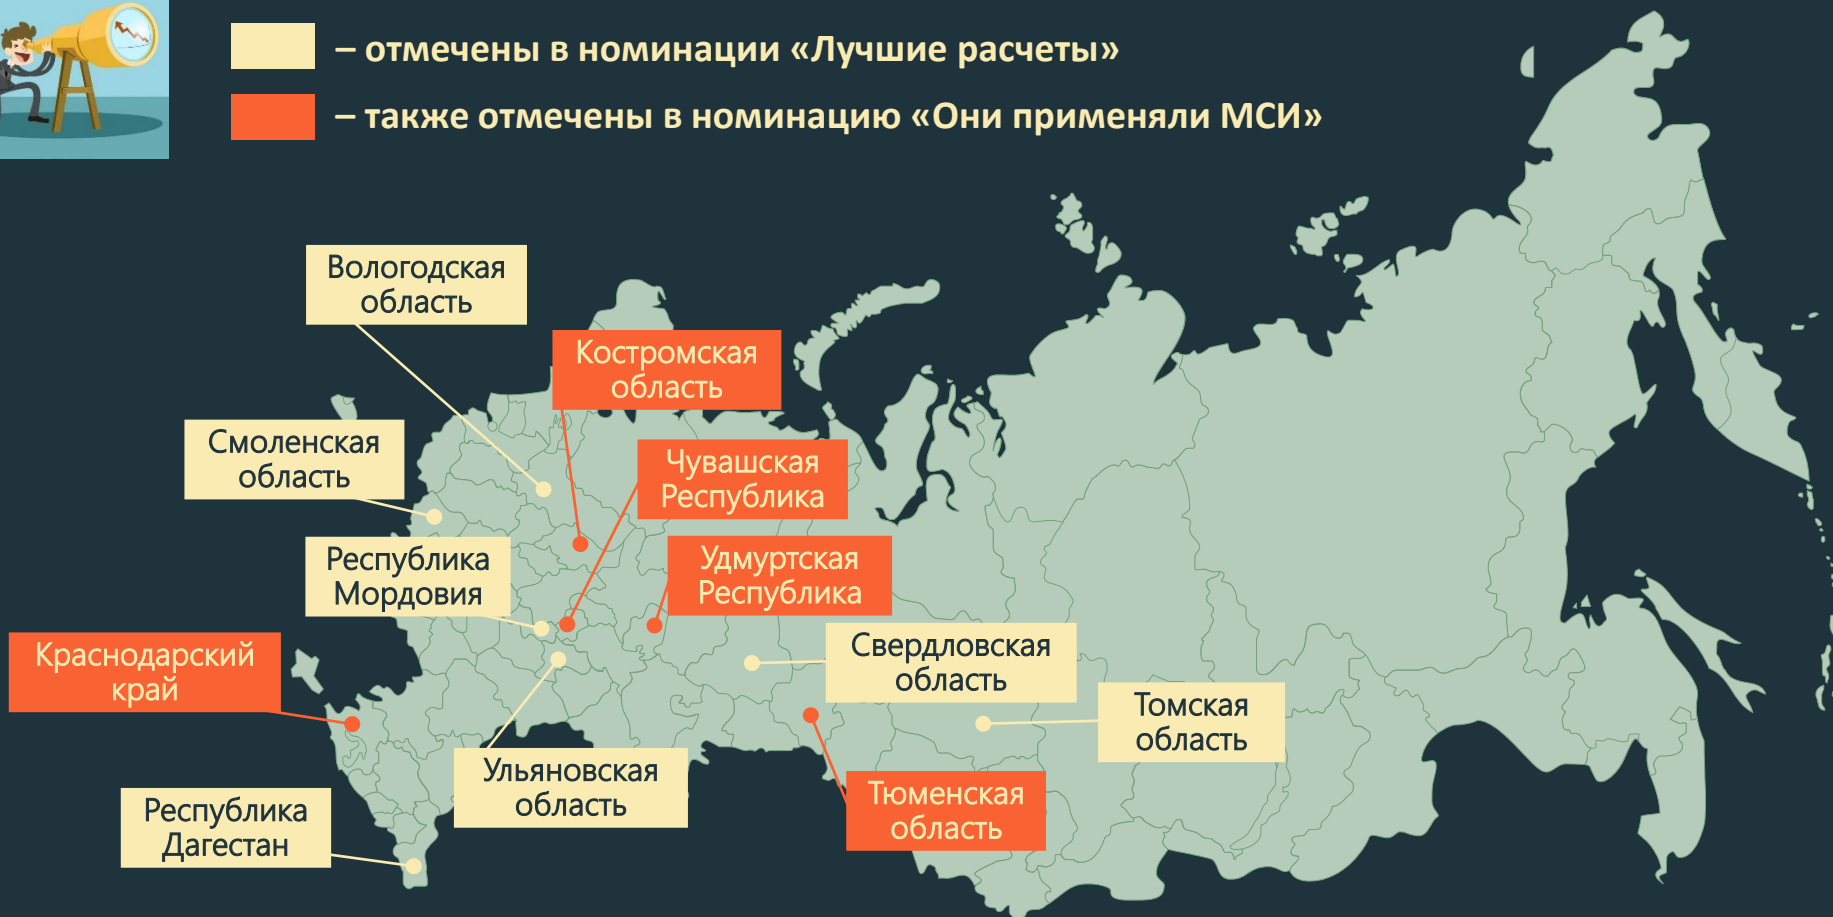 – отмечены в номинации «Лучшие расчеты»
– также отмечены в номинацию «Они применяли МСИ»
Вологодская
область
Костромская
область
Смоленская
область
Чувашская
Республика
Республика
Мордовия
Удмуртская
Республика
Краснодарский
край
Свердловская
область
Томская
область
Ульяновская
область
Тюменская
область
Республика
Дагестан